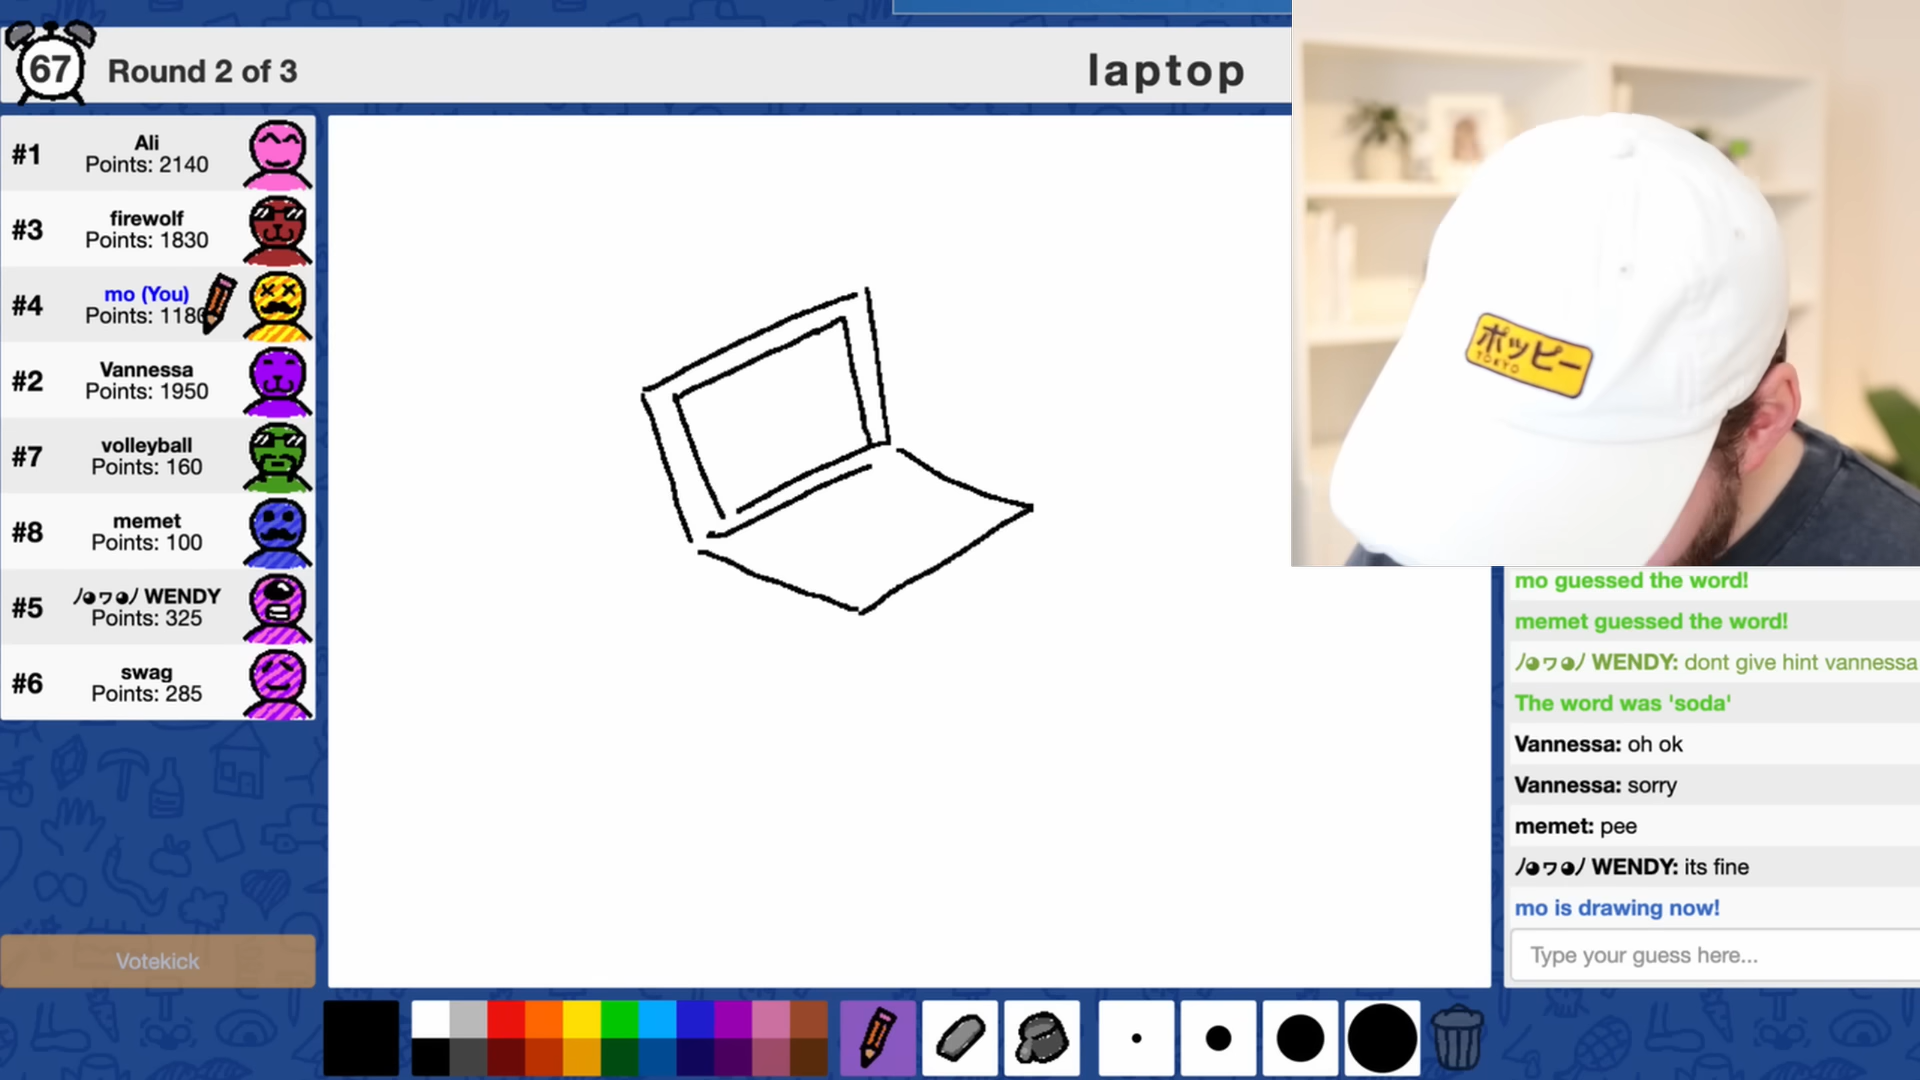 67
Round 2 of 3
laptop
#1
Ali
Points: 2140
#3
firewolf
Points: 1830
#4
mo (You)
Points: 1180
#2
Vannessa
Points: 1950
#7
volleyball
Points: 160
#8
memet
Points: 100
#5
ﾉ◕ヮ◕ﾉ WENDY
Points: 325
#6
swag
Points: 285
Votekick
ポッピー
TOKYO
mo guessed the word!
memet guessed the word!
ﾉ◕ヮ◕ﾉ WENDY: dont give hint vannessa
The word was 'soda'
Vannessa: oh ok
Vannessa: sorry
memet: pee
ﾉ◕ヮ◕ﾉ WENDY: its fine
mo is drawing now!
Type your guess here...